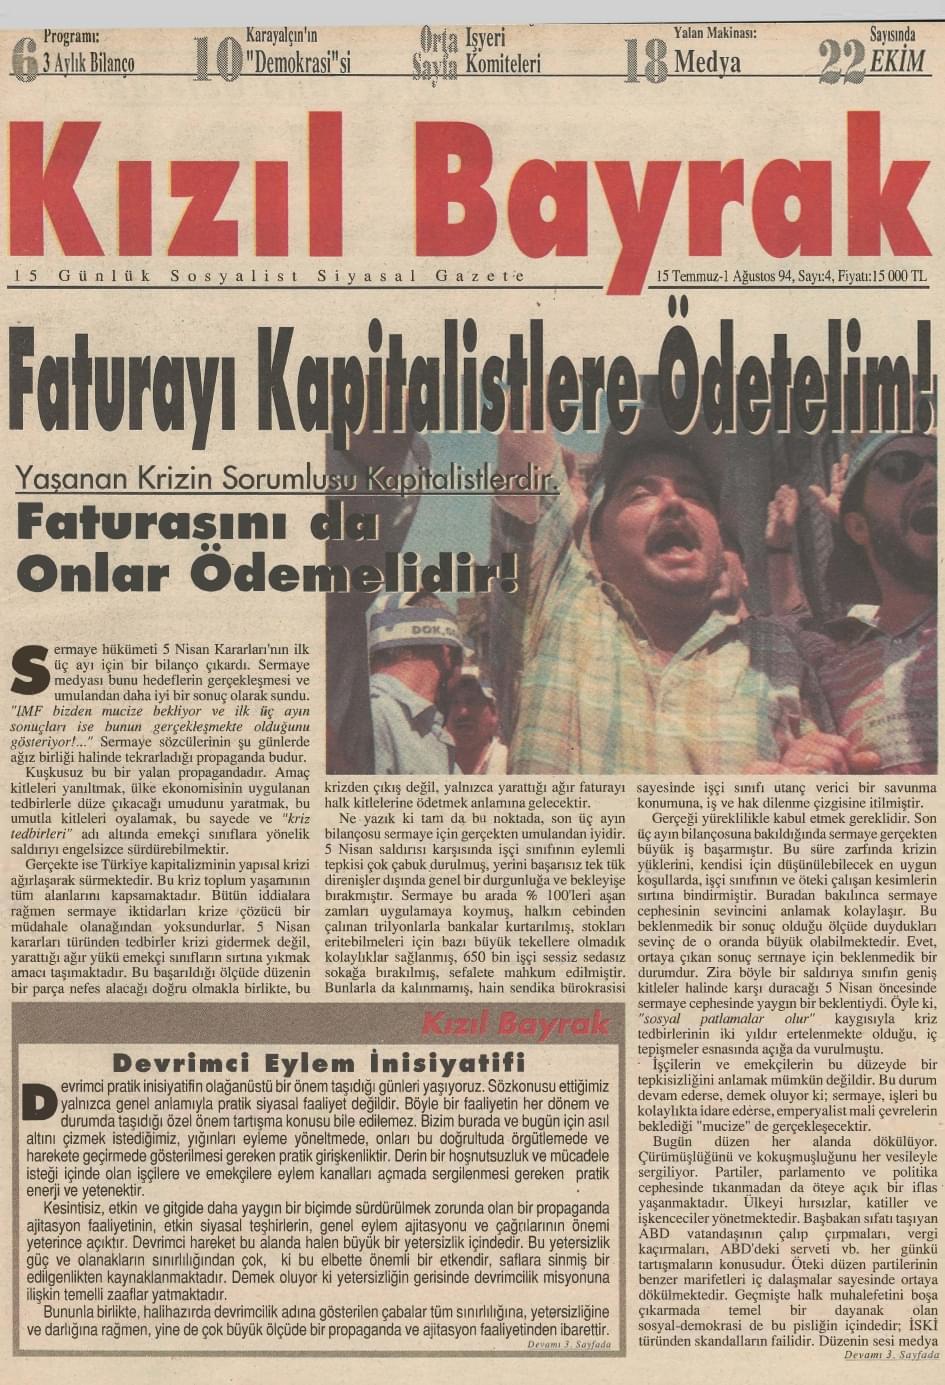 6 Programı:
3 Aylık Bilanço
10 Karayalçın'ın
"Demokrasi"si
Orta Sayfa
İşyeri
Komiteleri
18 Yalan Makinası:
Medya
22 Sayısında
EKİM
Kızıl Bayrak
15 Günlük Sosyalist Siyasal Gazete
15 Temmuz-1 Ağustos 94, Sayı:4, Fiyatı:15 000 TL
Faturayı Kapitalistlere Ödetelim!
Yaşanan Krizin Sorumlusu Kapitalistlerdir.
Faturasını da
Onlar Ödemelidir!
DOK.G
Sermaye hükümeti 5 Nisan Kararları'nın ilk
üç ayı için bir bilanço çıkardı. Sermaye
medyası bunu hedeflerin gerçekleşmesi ve
umulandan daha iyi bir sonuç olarak sundu.
"IMF bizden mucize bekliyor ve ilk üç ayın
sonuçları ise bunun gerçekleşmekte olduğunu
gösteriyor!..." Sermaye sözcülerinin şu günlerde
ağız birliği halinde tekrarladığı propaganda budur.
Kuşkusuz bu bir yalan propagandadır. Amaç
kitleleri yanıltmak, ülke ekonomisinin uygulanan
tedbirlerle düze çıkacağı umudunu yaratmak, bu
umutla kitleleri oyalamak, bu sayede ve "kriz
tedbirleri" adı altında emekçi sınıflara yönelik
saldırıyı engelsizce sürdürebilmektir.
Gerçekte ise Türkiye kapitalizminin yapısal krizi
ağırlaşarak sürmektedir. Bu kriz toplum yaşamının
tüm alanlarını kapsamaktadır. Bütün iddialara
rağmen sermaye iktidarları krize çözücü bir
müdahale olanağından yoksundurlar. 5 Nisan
kararları türünden tedbirler krizi gidermek değil,
yarattığı ağır yükü emekçi sınıfların sırtına yıkmak
amacı taşımaktadır. Bu başarıldığı ölçüde düzenin
bir parça nefes alacağı doğru olmakla birlikte, bu
krizden çıkış değil, yalnızca yarattığı ağır faturayı
halk kitlelerine ödetmek anlamına gelecektir.
Ne yazık ki tam da bu noktada, son üç ayın
bilançosu sermaye için gerçekten umulandan iyidir.
5 Nisan saldırısı karşısında işçi sınıfının eylemli
tepkisi çok çabuk durulmuş, yerini başarısız tek tük
direnişler dışında genel bir durgunluğa ve bekleyişe
bırakmıştır. Sermaye bu arada % 100'leri aşan
zamları uygulamaya koymuş, halkın cebinden
çalınan trilyonlarla bankalar kurtarılmış, stokları
eritebilmeleri için bazı büyük tekellere olmadık
kolaylıklar sağlanmış, 650 bin işçi sessiz sedasız
sokağa bırakılmış, sefalete mahkum edilmiştir.
Bunlarla da kalınmamış, hain sendika bürokrasisi
sayesinde işçi sınıfı utanç verici bir savunma
konumuna, iş ve hak dilenme çizgisine itilmiştir.
Gerçeği yüreklilikle kabul etmek gereklidir. Son
üç ayın bilançosuna bakıldığında sermaye gerçekten
büyük iş başarmıştır. Bu süre zarfında krizin
yüklerini, kendisi için düşünülebilecek en uygun
koşullarda, işçi sınıfının ve öteki çalışan kesimlerin
sırtına bindirmiştir. Buradan bakılınca sermaye
cephesinin sevincini anlamak kolaylaşır. Bu
beklenmedik bir sonuç olduğu ölçüde duydukları
sevinç de o oranda büyük olabilmektedir. Evet,
ortaya çıkan sonuç sermaye için beklenmedik bir
durumdur. Zira böyle bir saldırıya sınıfın geniş
kitleler halinde karşı duracağı 5 Nisan öncesinde
sermaye cephesinde yaygın bir beklentiydi. Öyle ki,
"sosyal patlamalar olur" kaygısıyla kriz
tedbirlerinin iki yıldır ertelenmekte olduğu, iç
tepişmeler esnasında açığa da vurulmuştu.
İşçilerin ve emekçilerin bu düzeyde bir
tepkisizliğini anlamak mümkün değildir. Bu durum
devam ederse, demek oluyor ki; sermaye, işleri bu
kolaylıkta idare ederse, emperyalist mali çevrelerin
beklediği "mucize" de gerçekleşecektir.
Bugün düzen her alanda dökülüyor.
Çürümüşlüğünü ve kokuşmuşluğunu her vesileyle
sergiliyor. Partiler, parlamento ve politika
cephesinde tıkanmadan da öteye açık bir iflas
yaşanmaktadır. Ülkeyi hırsızlar, katiller ve
işkenceciler yönetmektedir. Başbakan sıfatı taşıyan
ABD vatandaşının çalıp çırpmaları, vergi
kaçırmaları, ABD'deki serveti vb. her günkü
tartışmaların konusudur. Öteki düzen partilerinin
benzer marifetleri iç dalaşmalar sayesinde ortaya
dökülmektedir. Geçmişte halk muhalefetini boşa
çıkarmada temel bir dayanak olan
sosyal-demokrasi de bu pisliğin içindedir; İSKİ
türünden skandalların failidir. Düzenin sesi medya
Devamı 3. Sayfada
Kızıl Bayrak
Devrimci Eylem İnisiyatifi
Devrimci pratik inisiyatifin olağanüstü bir önem taşıdığı günleri yaşıyoruz. Sözkonusu ettiğimiz
yalnızca genel anlamıyla pratik siyasal faaliyet değildir. Böyle bir faaliyetin her dönem ve
durumda taşıdığı özel önem tartışma konusu bile edilemez. Bizim burada ve bugün için asıl
altını çizmek istediğimiz, yığınları eyleme yöneltmede, onları bu doğrultuda örgütlemede ve
harekete geçirmede gösterilmesi gereken pratik girişkenliktir. Derin bir hoşnutsuzluk ve mücadele
isteği içinde olan işçilere ve emekçilere eylem kanalları açmada sergilenmesi gereken pratik
enerji ve yetenektir.
Kesintisiz, etkin ve gitgide daha yaygın bir biçimde sürdürülmek zorunda olan bir propaganda
ajitasyon faaliyetinin, etkin siyasal teşhirlerin, genel eylem ajitasyonu ve çağrılarının önemi
yeterince açıktır. Devrimci hareket bu alanda halen büyük bir yetersizlik içindedir. Bu yetersizlik
güç ve olanakların sınırlılığından çok, ki bu elbette önemli bir etkendir, saflara sinmiş bir
edilgenlikten kaynaklanmaktadır. Demek oluyor ki yetersizliğin gerisinde devrimcilik misyonuna
ilişkin temelli zaaflar yatmaktadır.
Bununla birlikte, halihazırda devrimcilik adına gösterilen çabalar tüm sınırlılığına, yetersizliğine
ve darlığına rağmen, yine de çok büyük ölçüde bir propaganda ve ajitasyon faaliyetinden ibarettir.
Devamı 3. Sayfada